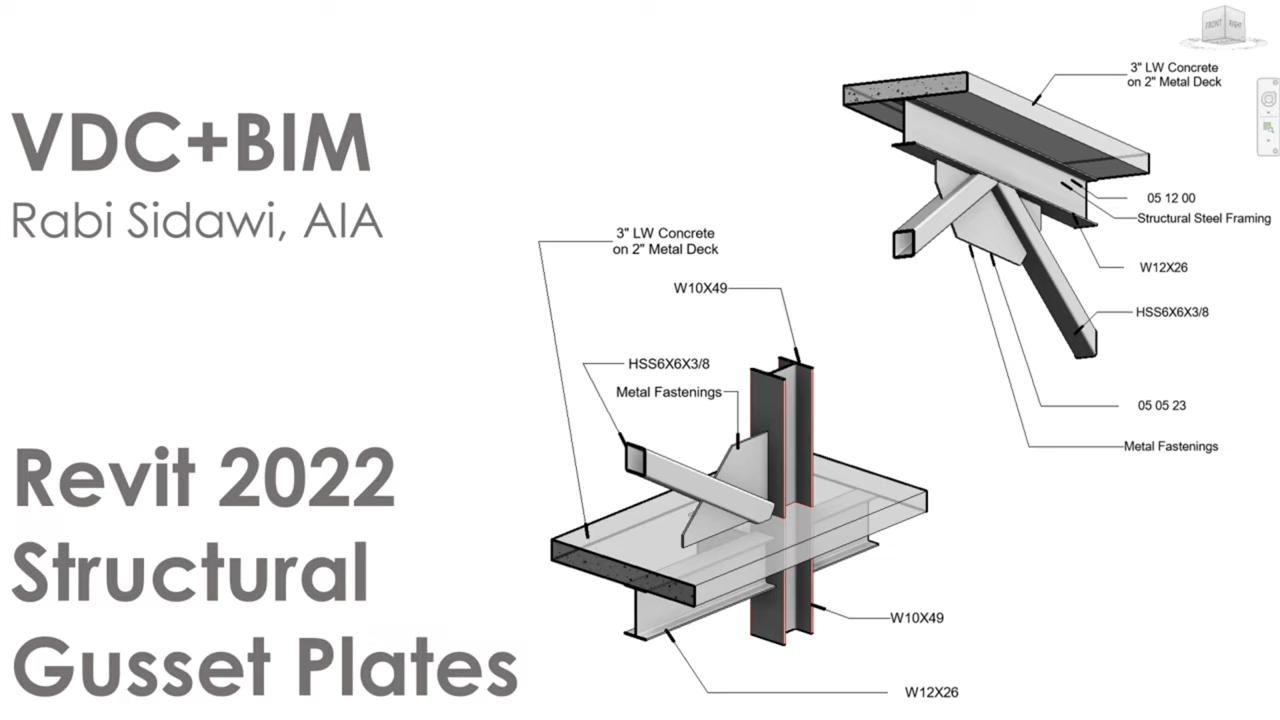 VDC+BIM
Rabi Sidawi, AIA
Revit 2022
Structural
Gusset Plates
FRONT
RIGHT
3" LW Concrete
on 2" Metal Deck
05 12 00
Structural Steel Framing
W12X26
HSS6X6X3/8
05 05 23
Metal Fastenings
3" LW Concrete
on 2" Metal Deck
W10X49
HSS6X6X3/8
Metal Fastenings
W10X49
W12X26